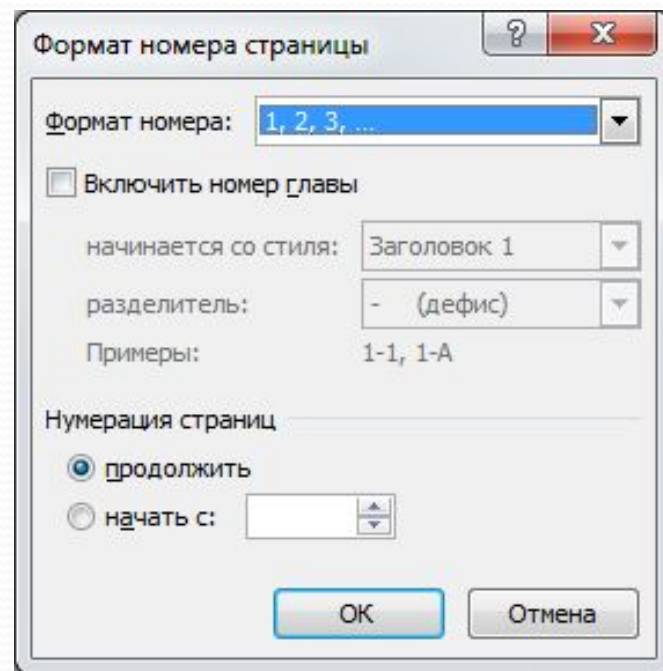 Формат номера страницы
Формат номера: 1, 2, 3, ...
Включить номер главы
начинается со стиля: Заголовок 1
разделитель: - (дефис)
Примеры: 1-1, 1-A
Нумерация страниц
продолжить
начать с:
ОК Отмена